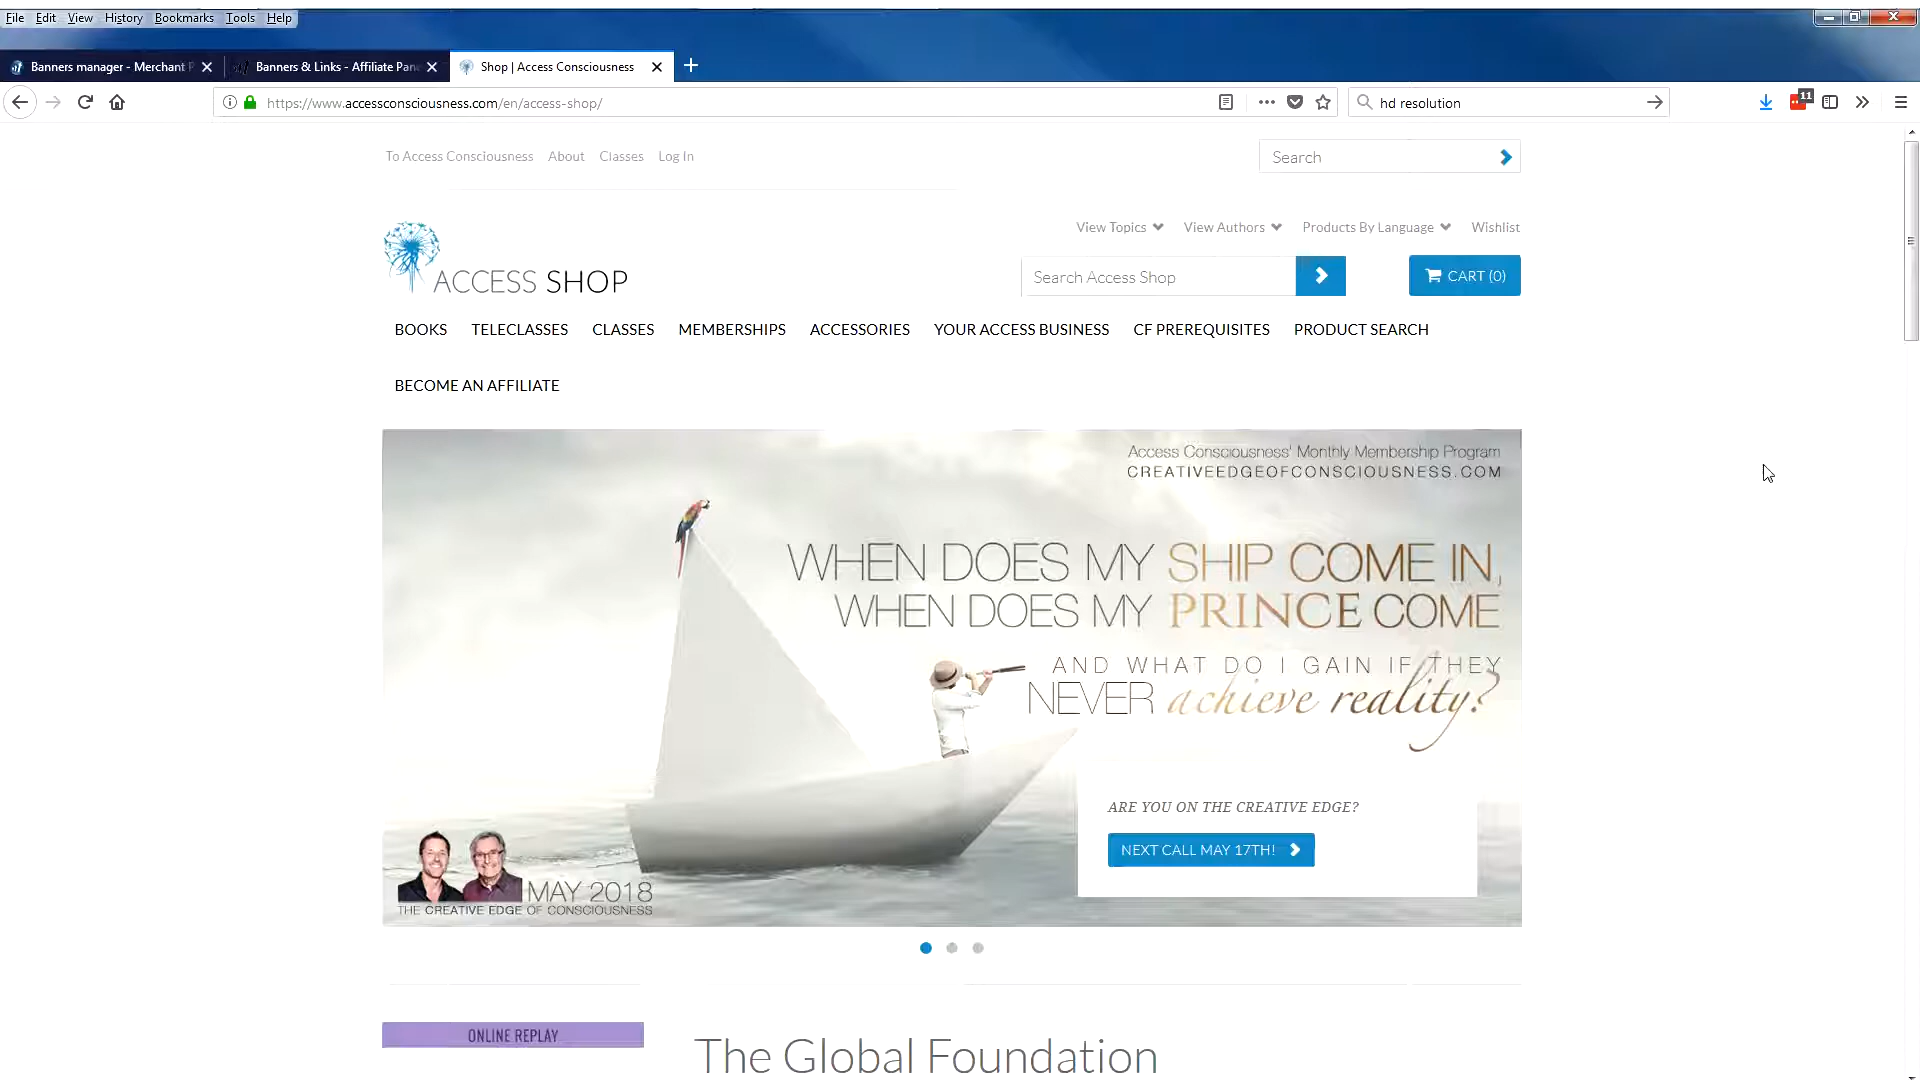 File Edit View History Bookmarks Tools Help
Banners manager - Merchant P
Banners & Links - Affiliate Pan
Shop | Access Consciousness
https://www.accessconsciousness.com/en/access-shop/
hd resolution
11
To Access Consciousness About Classes Log In
Search
View Topics View Authors Products By Language Wishlist
ACCESS SHOP
Search Access Shop
CART (0)
BOOKS TELECLASSES CLASSES MEMBERSHIPS ACCESSORIES YOUR ACCESS BUSINESS CF PREREQUISITES PRODUCT SEARCH
BECOME AN AFFILIATE
Access Consciousness' Monthly Membership Program
CREATIVEEDGEOFCONSCIOUSNESS.COM
WHEN DOES MY SHIP COME IN,
WHEN DOES MY PRINCE COME
AND WHAT DO I GAIN IF THEY
NEVER achieve reality?
ARE YOU ON THE CREATIVE EDGE?
NEXT CALL MAY 17TH!
MAY 2018
THE CREATIVE EDGE OF CONSCIOUSNESS
ONLINE REPLAY
The Global Foundation